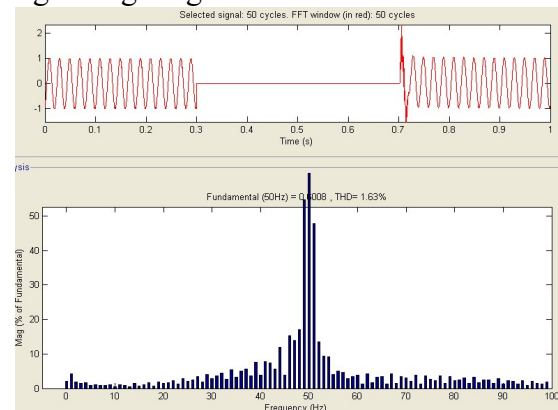 Selected signal: 50 cycles. FFT window (in red): 50 cycles
2
1
0
-1
0 0.1 0.2 0.3 0.4 0.5 0.6 0.7 0.8 0.9 1
Time (s)
ysis
Fundamental (50Hz) = 0.6008 , THD= 1.63%
50
40
30
20
10
0
Mag (% of Fundamental)
0 10 20 30 40 50 60 70 80 90 100
Frequency (Hz)